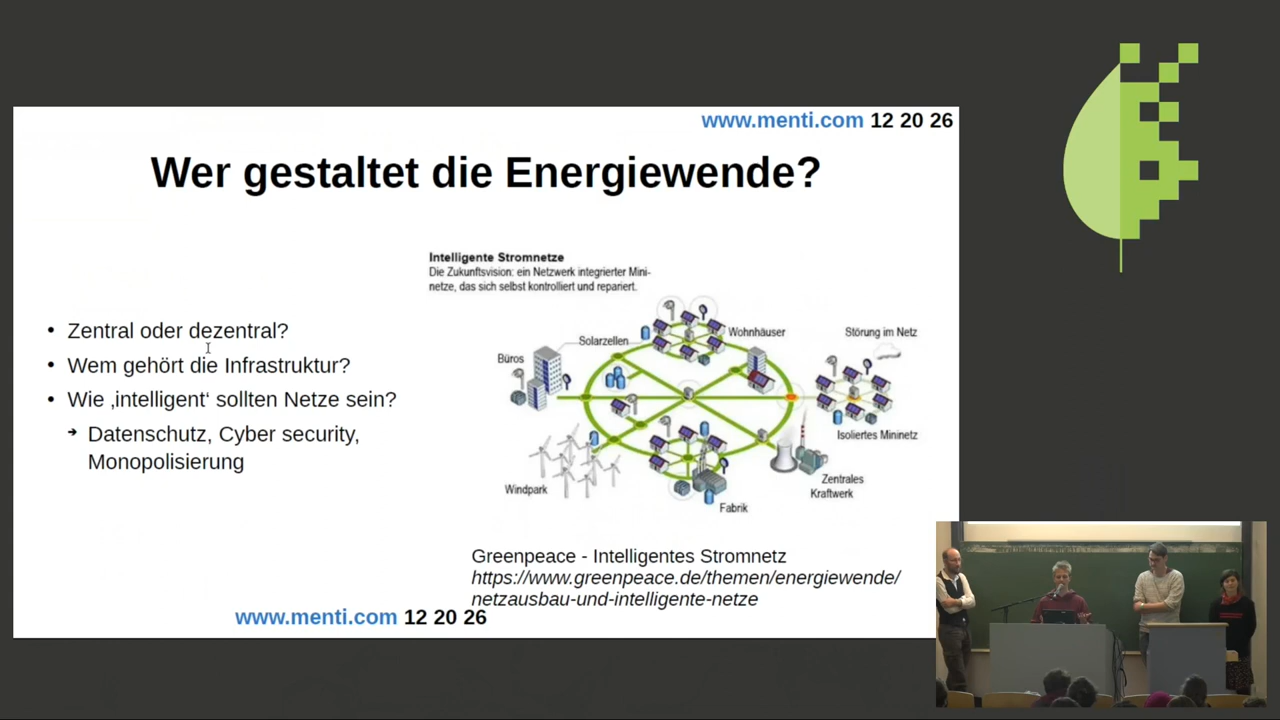 www.menti.com 12 20 26
Wer gestaltet die Energiewende?
Intelligente Stromnetze
Die Zukunftsvision: ein Netzwerk integrierter Mini-
netze, das sich selbst kontrolliert und repariert.
• Zentral oder dezentral?
• Wem gehört die Infrastruktur?
• Wie ‚intelligent‘ sollten Netze sein?
➔ Datenschutz, Cyber security,
Monopolisierung
Solarzellen
Wohnhäuser
Störung im Netz
Büros
Isoliertes Mininetz
Windpark
Zentrales
Kraftwerk
Fabrik
Greenpeace - Intelligentes Stromnetz
https://www.greenpeace.de/themen/energiewende/
netzausbau-und-intelligente-netze
www.menti.com 12 20 26